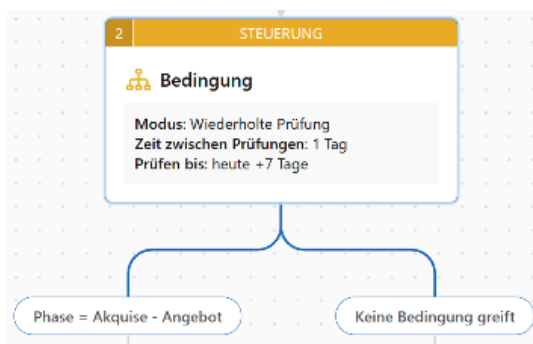 2 STEUERUNG
Bedingung
Modus: Wiederholte Prüfung
Zeit zwischen Prüfungen: 1 Tag
Prüfen bis: heute +7 Tage
Phase = Akquise - Angebot
Keine Bedingung greift